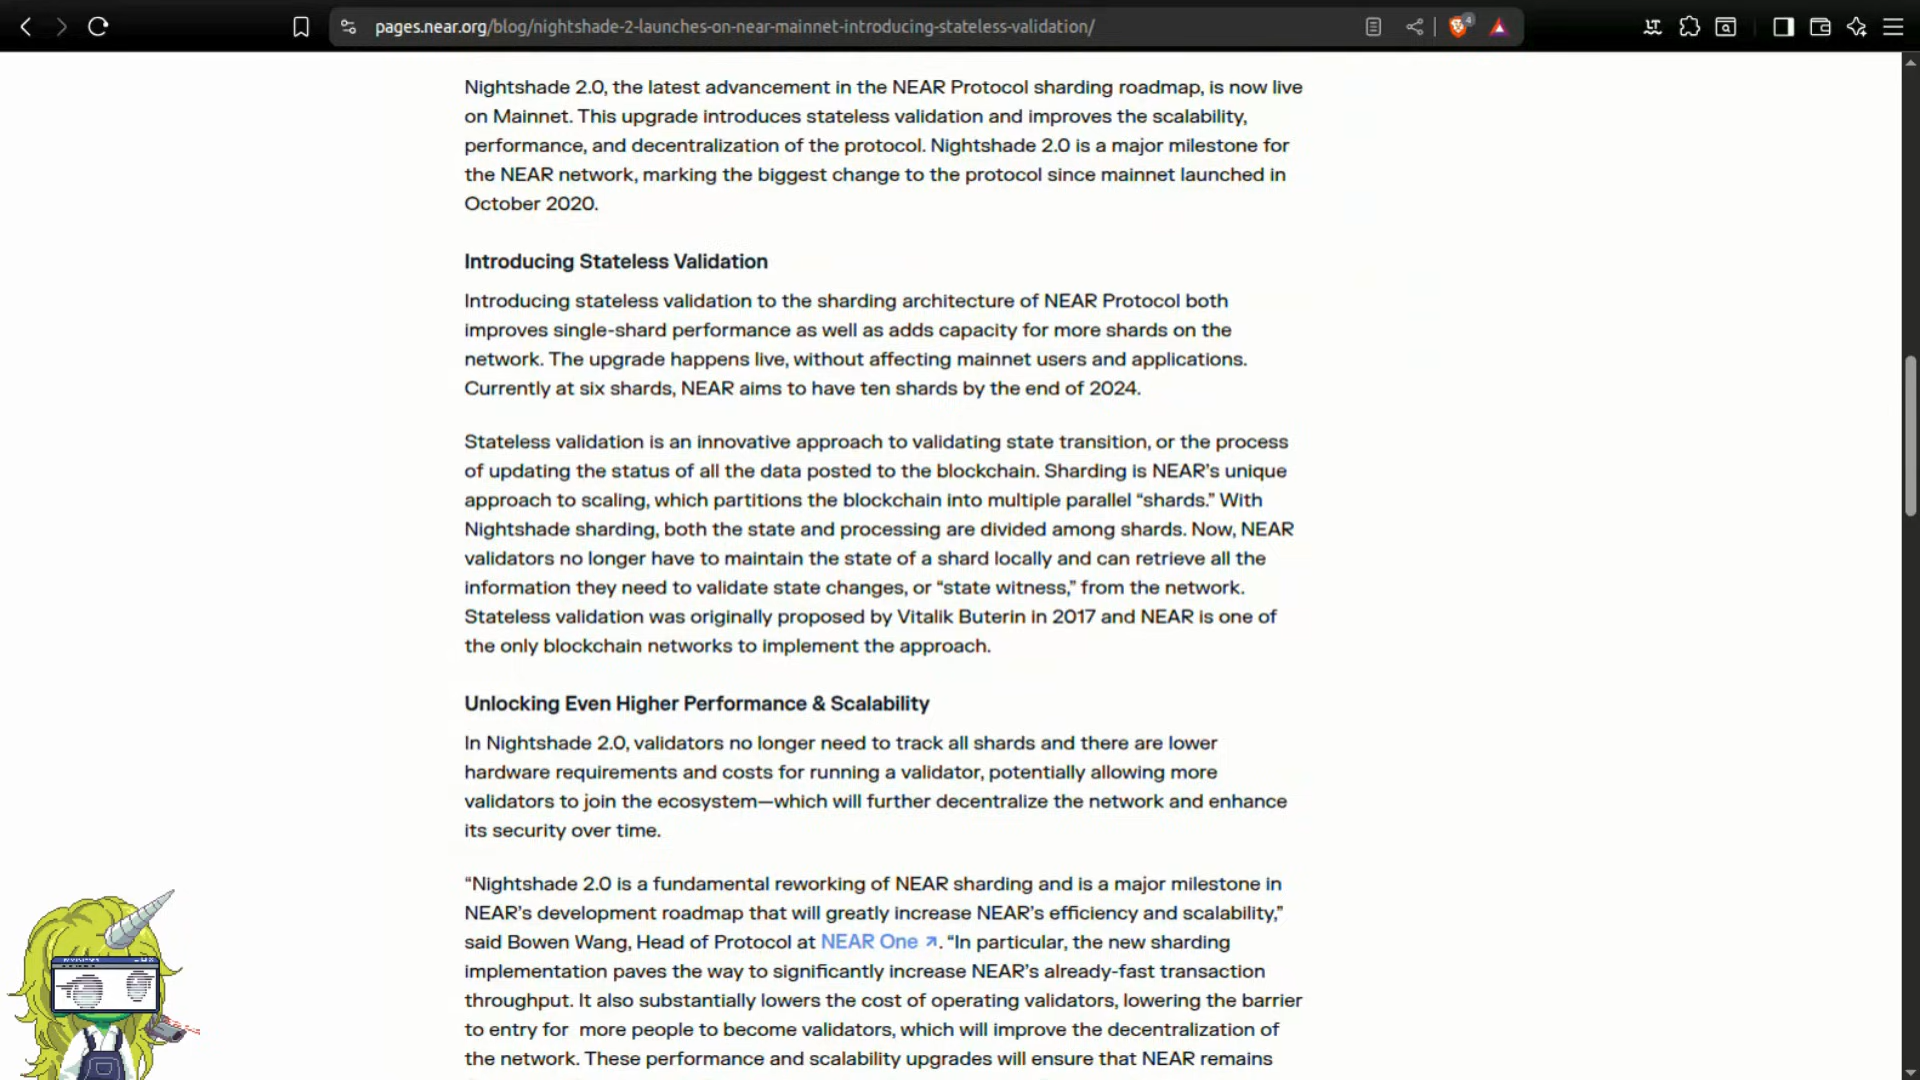 pages.near.org/blog/nightshade-2-launches-on-near-mainnet-introducing-stateless-validation/
4
Nightshade 2.0, the latest advancement in the NEAR Protocol sharding roadmap, is now live
on Mainnet. This upgrade introduces stateless validation and improves the scalability,
performance, and decentralization of the protocol. Nightshade 2.0 is a major milestone for
the NEAR network, marking the biggest change to the protocol since mainnet launched in
October 2020.
Introducing Stateless Validation
Introducing stateless validation to the sharding architecture of NEAR Protocol both
improves single-shard performance as well as adds capacity for more shards on the
network. The upgrade happens live, without affecting mainnet users and applications.
Currently at six shards, NEAR aims to have ten shards by the end of 2024.
Stateless validation is an innovative approach to validating state transition, or the process
of updating the status of all the data posted to the blockchain. Sharding is NEAR’s unique
approach to scaling, which partitions the blockchain into multiple parallel “shards.” With
Nightshade sharding, both the state and processing are divided among shards. Now, NEAR
validators no longer have to maintain the state of a shard locally and can retrieve all the
information they need to validate state changes, or “state witness,” from the network.
Stateless validation was originally proposed by Vitalik Buterin in 2017 and NEAR is one of
the only blockchain networks to implement the approach.
Unlocking Even Higher Performance & Scalability
In Nightshade 2.0, validators no longer need to track all shards and there are lower
hardware requirements and costs for running a validator, potentially allowing more
validators to join the ecosystem—which will further decentralize the network and enhance
its security over time.
“Nightshade 2.0 is a fundamental reworking of NEAR sharding and is a major milestone in
NEAR’s development roadmap that will greatly increase NEAR’s efficiency and scalability,”
said Bowen Wang, Head of Protocol at NEAR One ↗. “In particular, the new sharding
implementation paves the way to significantly increase NEAR’s already-fast transaction
throughput. It also substantially lowers the cost of operating validators, lowering the barrier
to entry for  more people to become validators, which will improve the decentralization of
the network. These performance and scalability upgrades will ensure that NEAR remains